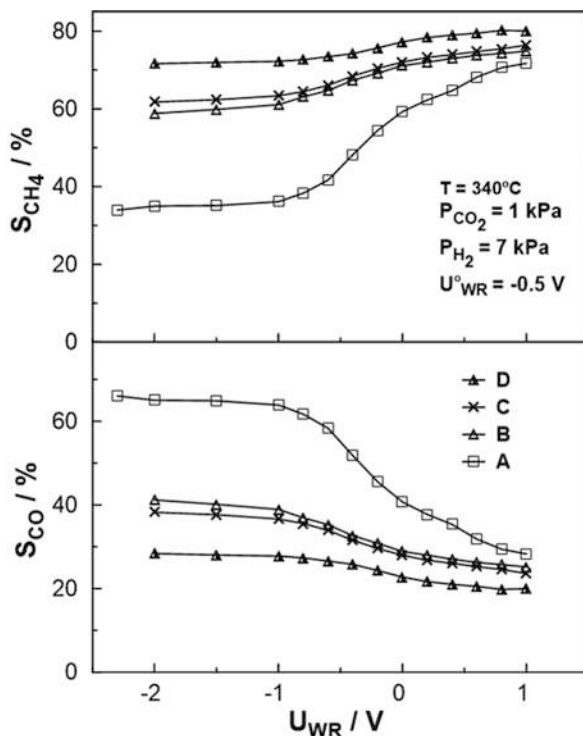 80
60
40
20
0
S_CH4 / %
T = 340°C
P_CO2 = 1 kPa
P_H2 = 7 kPa
U°_WR = -0.5 V
60
40
20
0
S_CO / %
D
C
B
A
-2 -1 0 1
U_WR / V